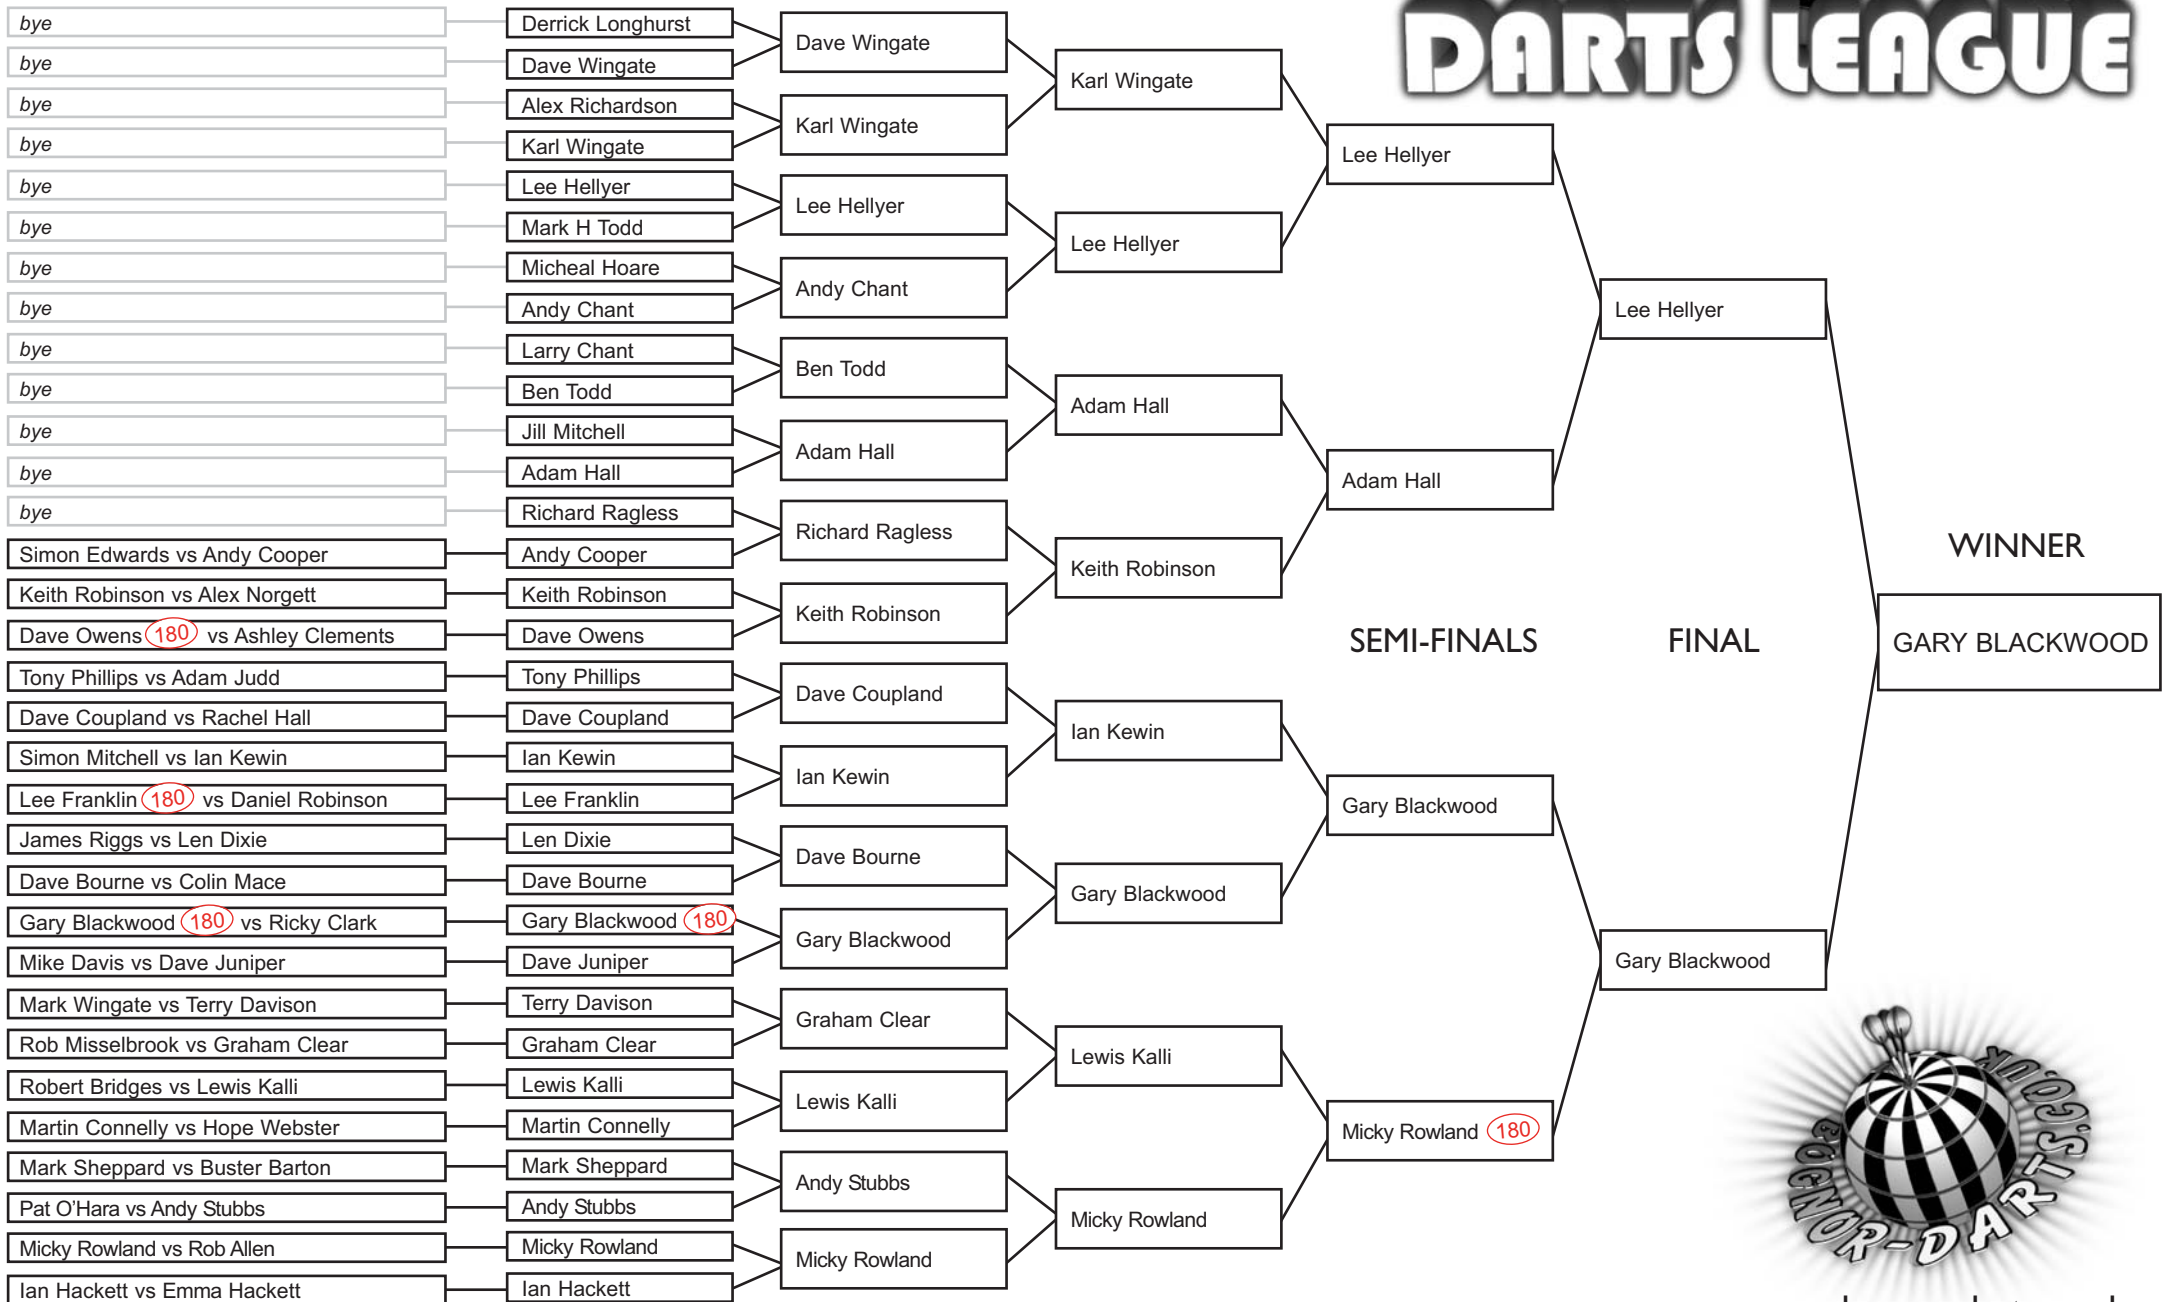 DARTS LEAGUE
bye
bye
bye
bye
bye
bye
bye
bye
bye
bye
bye
bye
bye
Simon Edwards vs Andy Cooper
Keith Robinson vs Alex Norgett
Dave Owens 180 vs Ashley Clements
Tony Phillips vs Adam Judd
Dave Coupland vs Rachel Hall
Simon Mitchell vs Ian Kewin
Lee Franklin 180 vs Daniel Robinson
James Riggs vs Len Dixie
Dave Bourne vs Colin Mace
Gary Blackwood 180 vs Ricky Clark
Mike Davis vs Dave Juniper
Mark Wingate vs Terry Davison
Rob Misselbrook vs Graham Clear
Robert Bridges vs Lewis Kalli
Martin Connelly vs Hope Webster
Mark Sheppard vs Buster Barton
Pat O'Hara vs Andy Stubbs
Micky Rowland vs Rob Allen
Ian Hackett vs Emma Hackett
Derrick Longhurst
Dave Wingate
Alex Richardson
Karl Wingate
Lee Hellyer
Mark H Todd
Micheal Hoare
Andy Chant
Larry Chant
Ben Todd
Jill Mitchell
Adam Hall
Richard Ragless
Andy Cooper
Keith Robinson
Dave Owens
Tony Phillips
Dave Coupland
Ian Kewin
Lee Franklin
Len Dixie
Dave Bourne
Gary Blackwood 180
Dave Juniper
Terry Davison
Graham Clear
Lewis Kalli
Martin Connelly
Mark Sheppard
Andy Stubbs
Micky Rowland
Ian Hackett
Dave Wingate
Karl Wingate
Lee Hellyer
Andy Chant
Ben Todd
Adam Hall
Richard Ragless
Keith Robinson
Dave Coupland
Ian Kewin
Dave Bourne
Gary Blackwood
Graham Clear
Lewis Kalli
Andy Stubbs
Micky Rowland
Karl Wingate
Lee Hellyer
Adam Hall
Keith Robinson
Ian Kewin
Gary Blackwood
Lewis Kalli
Micky Rowland
Lee Hellyer
Adam Hall
SEMI-FINALS
Gary Blackwood
Micky Rowland 180
Lee Hellyer
FINAL
Gary Blackwood
WINNER
GARY BLACKWOOD
BOGNOR-DARTS.CO.UK